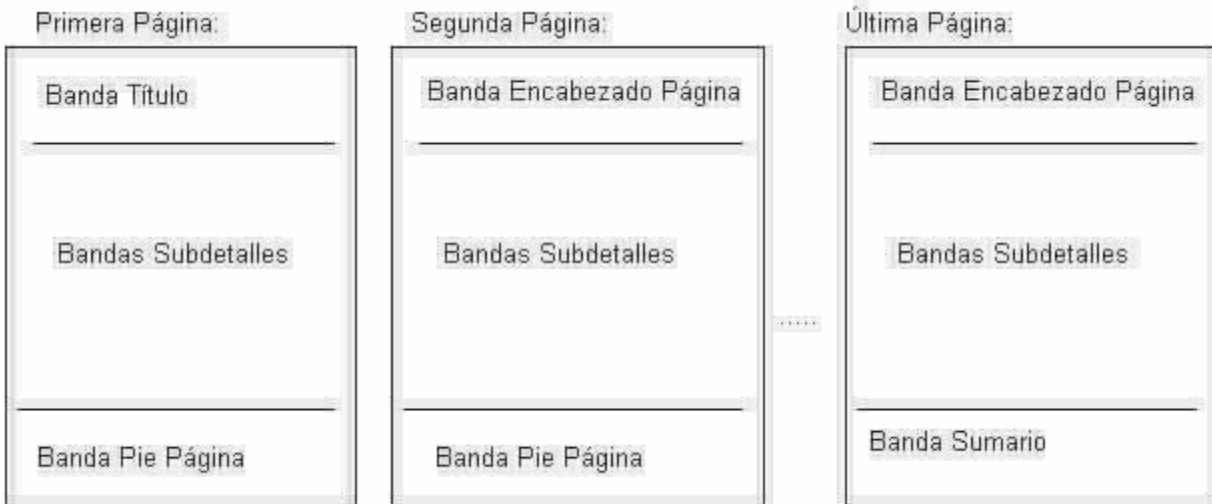 Primera Página:
Banda Título
Bandas Subdetalles
Banda Pie Página
Segunda Página:
Banda Encabezado Página
Bandas Subdetalles
Banda Pie Página
.....
Última Página:
Banda Encabezado Página
Bandas Subdetalles
Banda Sumario